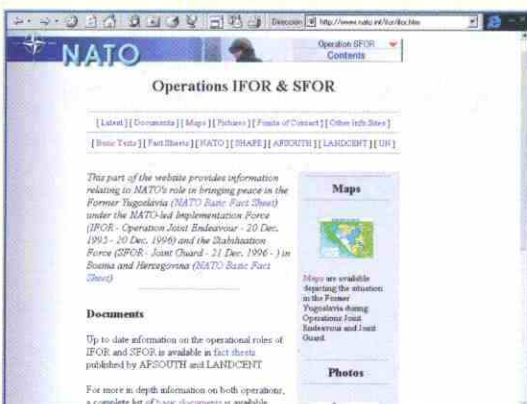 Dirección http://www.nato.int/ifor/ifor.htm
NATO
Operation SFOR
Contents
Operations IFOR & SFOR
[ Latest ] [ Documents ] [ Maps ] [ Pictures ] [ Points of Contact ] [ Other Info Sites ]
[ Basic Texts ] [ Fact Sheets ] [ NATO ] [ SHAPE ] [ AFSOUTH ] [ LANDCENT ] [ UN ]
This part of the website provides information
relating to NATO's role in bringing peace in the
Former Yugoslavia (NATO Basic Fact Sheet)
under the NATO-led Implementation Force
(IFOR - Operation Joint Endeavour - 20 Dec.
1995 - 20 Dec. 1996) and the Stabilisation
Force (SFOR - Joint Guard - 21 Dec. 1996 - ) in
Bosnia and Herzegovina (NATO Basic Fact
Sheet)
Documents
Up to date information on the operational roles of
IFOR and SFOR is available in fact sheets
published by AFSOUTH and LANDCENT
For more in depth information on both operations,
a complete list of basic documents is available
Maps
Maps are available
depicting the situation
in the Former
Yugoslavia during
Operations Joint
Endeavour and Joint
Guard.
Photos